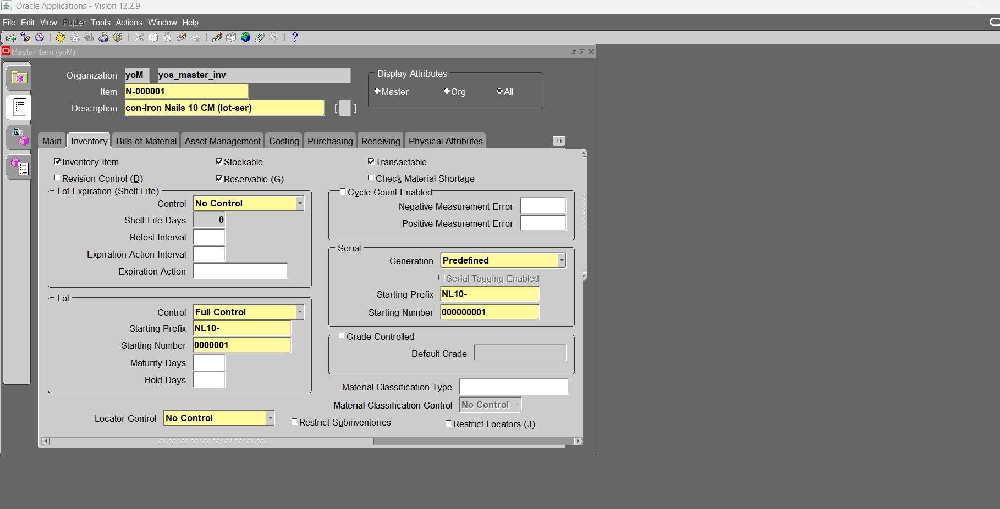 Oracle Applications - Vision 12.2.9
File Edit View Folder Tools Actions Window Help
Master Item (yoM)
Organization yoM yos_master_inv
Item N-000001
Description con-Iron Nails 10 CM (lot-ser) [ ]
Display Attributes
Master Org All
Main Inventory Bills of Material Asset Management Costing Purchasing Receiving Physical Attributes
Inventory Item Stockable Transactable
Revision Control (D) Reservable (G) Check Material Shortage
Lot Expiration (Shelf Life)
Control No Control
Shelf Life Days 0
Retest Interval
Expiration Action Interval
Expiration Action
Cycle Count Enabled
Negative Measurement Error
Positive Measurement Error
Serial
Generation Predefined
Serial Tagging Enabled
Starting Prefix NL10-
Starting Number 000000001
Lot
Control Full Control
Starting Prefix NL10-
Starting Number 0000001
Maturity Days
Hold Days
Grade Controlled
Default Grade
Material Classification Type
Material Classification Control No Control
Locator Control No Control
Restrict Subinventories
Restrict Locators (J)